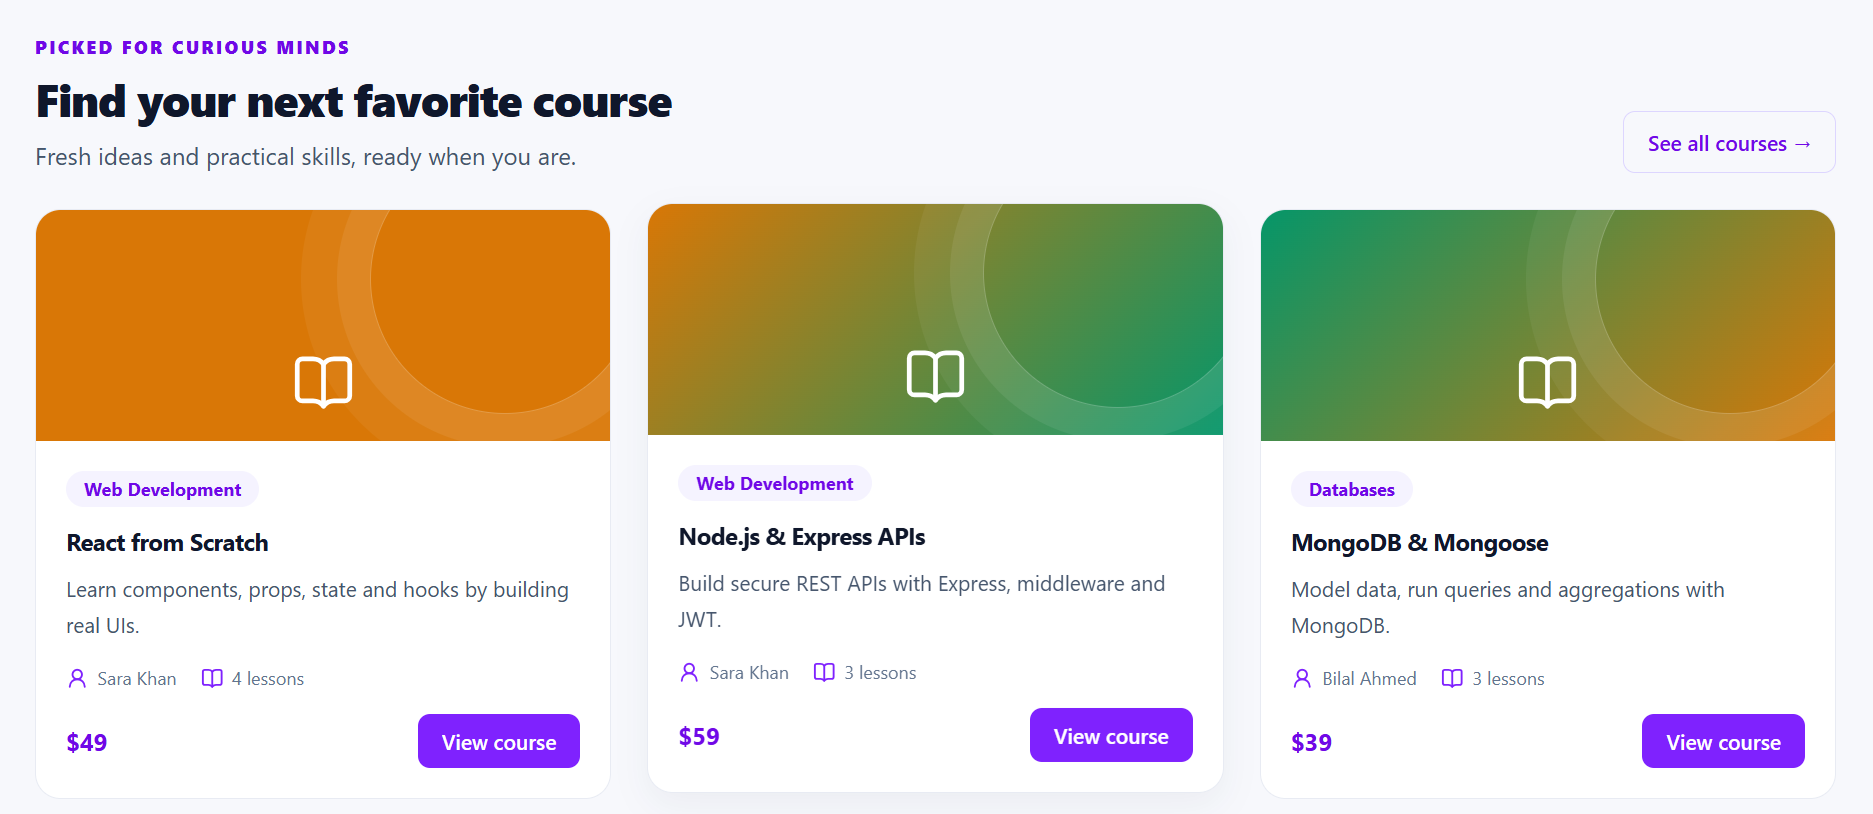 PICKED FOR CURIOUS MINDS
Find your next favorite course
Fresh ideas and practical skills, ready when you are.
See all courses →
Web Development
React from Scratch
Learn components, props, state and hooks by building
real UIs.
Sara Khan
4 lessons
$49
View course
Web Development
Node.js & Express APIs
Build secure REST APIs with Express, middleware and
JWT.
Sara Khan
3 lessons
$59
View course
Databases
MongoDB & Mongoose
Model data, run queries and aggregations with
MongoDB.
Bilal Ahmed
3 lessons
$39
View course